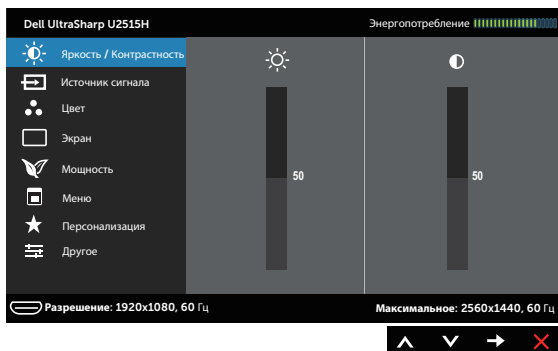 Dell UltraSharp U2515H
Энергопотребление
Яркость / Контрастность
Источник сигнала
Цвет
Экран
Мощность
Меню
Персонализация
Другое
50
50
Разрешение: 1920x1080, 60 Гц
Максимальное: 2560x1440, 60 Гц